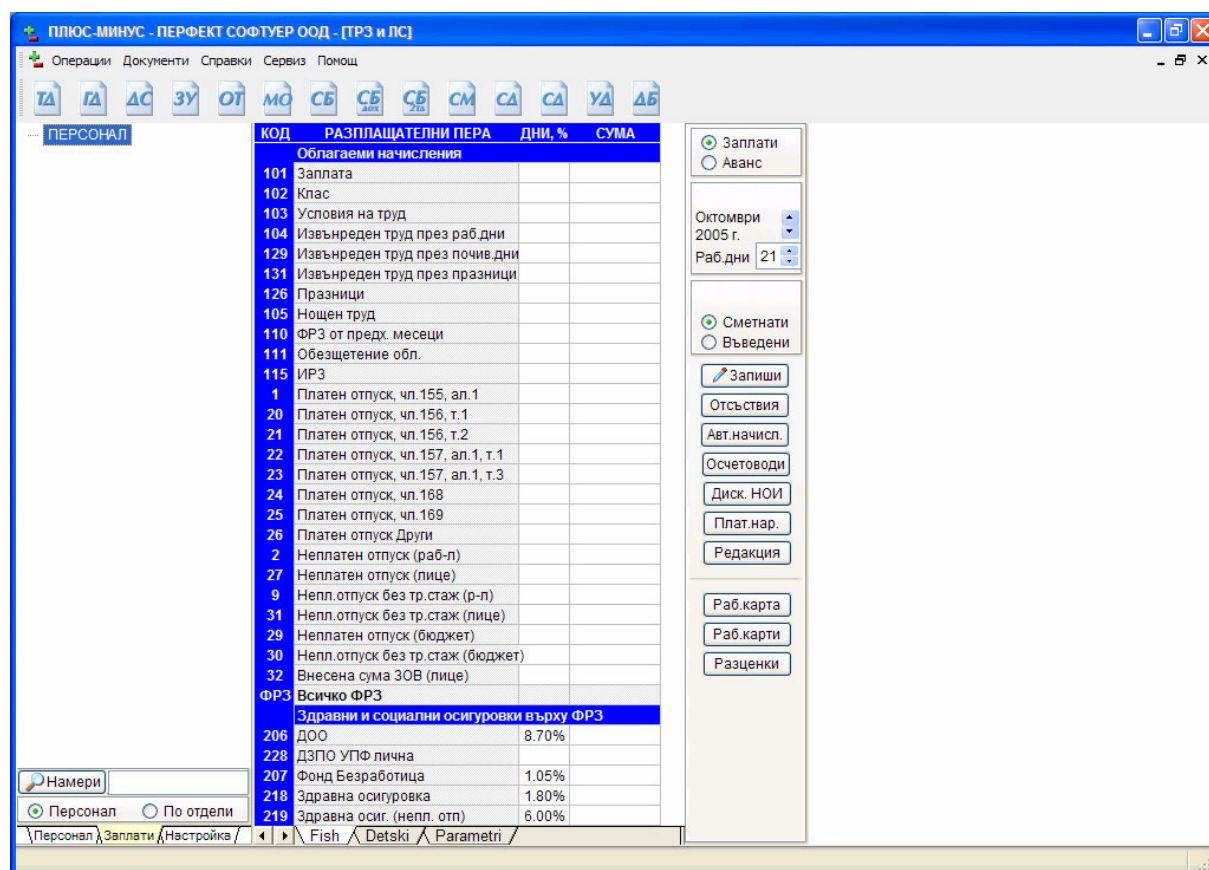 ПЛЮС-МИНУС - ПЕРФЕКТ СОФТУЕР ООД - [ТРЗ и ЛС]
Операции Документи Справки Сервиз Помощ
ТД ГД ДС ЗУ ОТ МО СБ СБ ДОХ СБ 2ТД СМ СД СД УД ДБ
ПЕРСОНАЛ
КОД РАЗПЛАЩАТЕЛНИ ПЕРА ДНИ, % СУМА
Облагаеми начисления
101 Заплата
102 Клас
103 Условия на труд
104 Извънреден труд през раб.дни
129 Извънреден труд през почив.дни
131 Извънреден труд през празници
126 Празници
105 Нощен труд
110 ФРЗ от предх. месеци
111 Обезщетение обл.
115 ИРЗ
1 Платен отпуск, чл.155, ал.1
20 Платен отпуск, чл.156, т.1
21 Платен отпуск, чл.156, т.2
22 Платен отпуск, чл.157, ал.1, т.1
23 Платен отпуск, чл.157, ал.1, т.3
24 Платен отпуск, чл.168
25 Платен отпуск, чл.169
26 Платен отпуск Други
2 Неплатен отпуск (раб-л)
27 Неплатен отпуск (лице)
9 Непл.отпуск без тр.стаж (р-л)
31 Непл.отпуск без тр.стаж (лице)
29 Неплатен отпуск (бюджет)
30 Непл.отпуск без тр.стаж (бюджет)
32 Внесена сума ЗОВ (лице)
ФРЗ Всичко ФРЗ
Здравни и социални осигуровки върху ФРЗ
206 ДОО 8.70%
228 ДЗПО УПФ лична
207 Фонд Безработица 1.05%
218 Здравна осигуровка 1.80%
219 Здравна осиг. (непл. отп) 6.00%
Заплати
Аванс
Октомври
2005 г.
Раб.дни 21
Сметнати
Въведени
Запиши
Отсъствия
Авт.начисл.
Осчетоводи
Диск. НОИ
Плат.нар.
Редакция
Раб.карта
Раб.карти
Разценки
Намери
Персонал По отдели
Персонал Заплати Настройка
Fish Detski Parametri